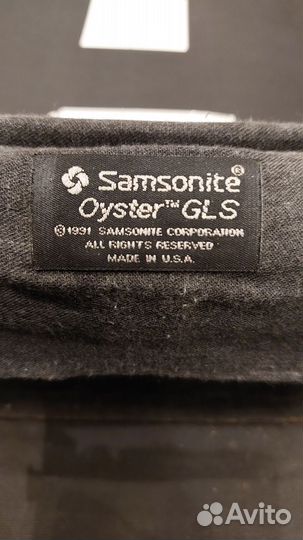 Samsonite®
Oyster™ GLS
©1991 SAMSONITE CORPORATION
ALL RIGHTS RESERVED
MADE IN U.S.A.
Avito